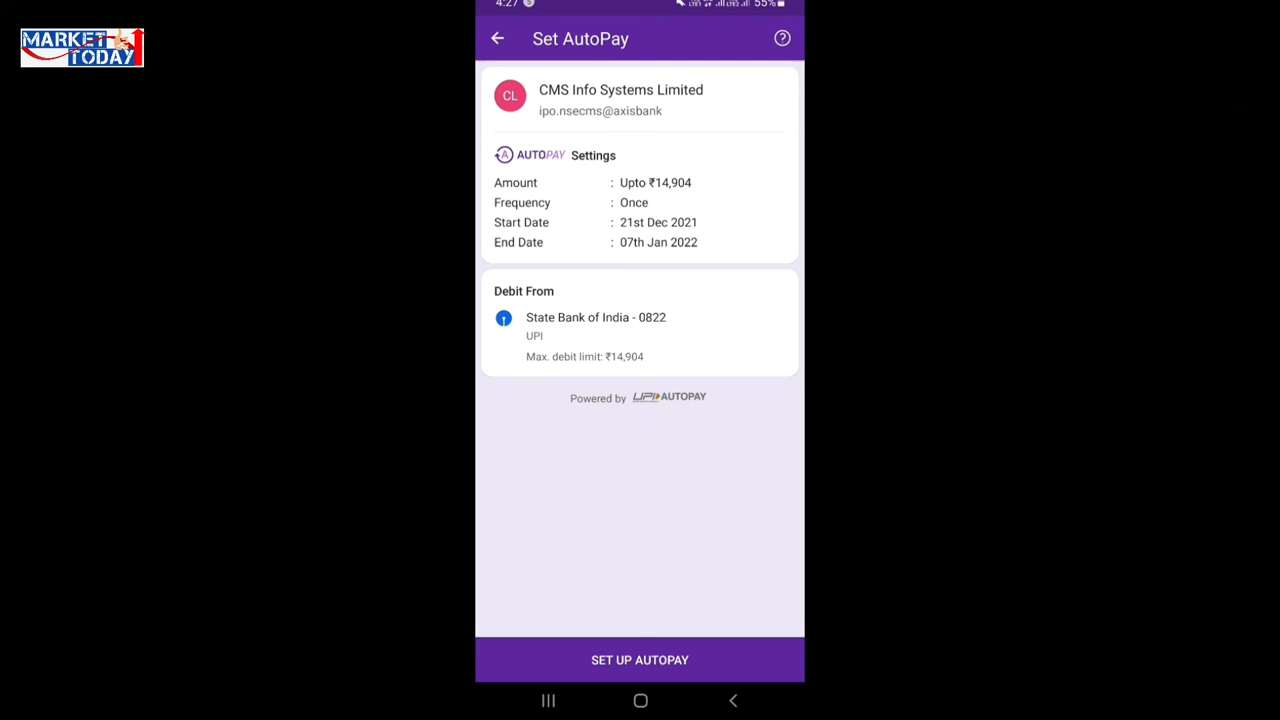 MARKET
TODAY
4:27
55%
Set AutoPay
CL
CMS Info Systems Limited
ipo.nsecms@axisbank
AUTOPAY Settings
Amount : Upto ₹14,904
Frequency : Once
Start Date : 21st Dec 2021
End Date : 07th Jan 2022
Debit From
State Bank of India - 0822
UPI
Max. debit limit: ₹14,904
Powered by UPI AUTOPAY
SET UP AUTOPAY